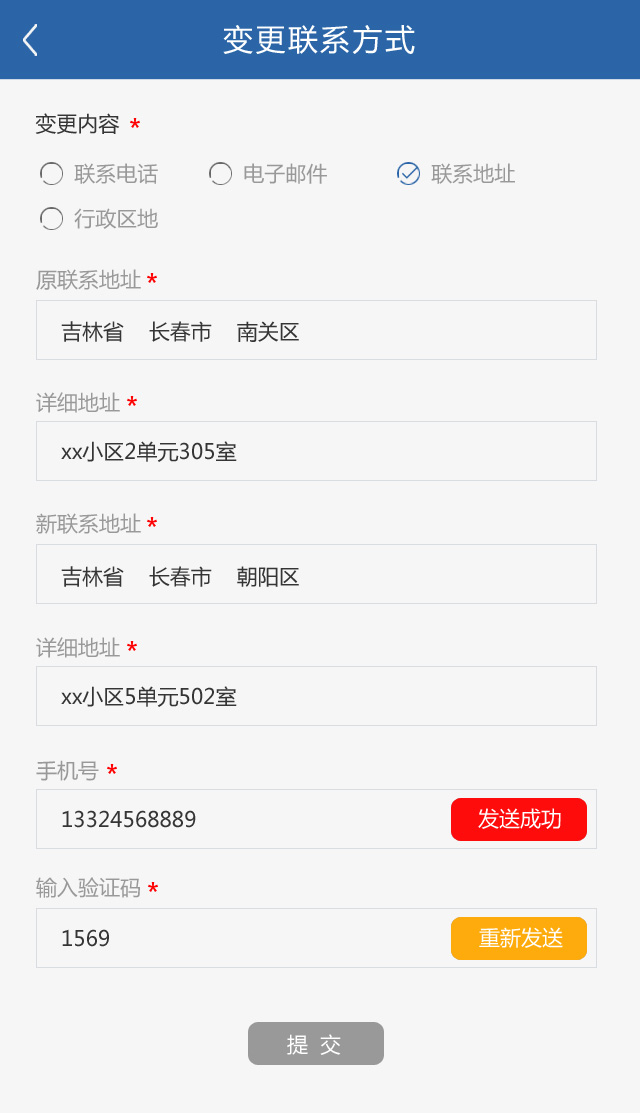 变更联系方式
变更内容 *
联系电话 电子邮件 联系地址
行政区地
原联系地址 *
吉林省 长春市 南关区
详细地址 *
xx小区2单元305室
新联系地址 *
吉林省 长春市 朝阳区
详细地址 *
xx小区5单元502室
手机号 *
13324568889 发送成功
输入验证码 *
1569 重新发送
提 交